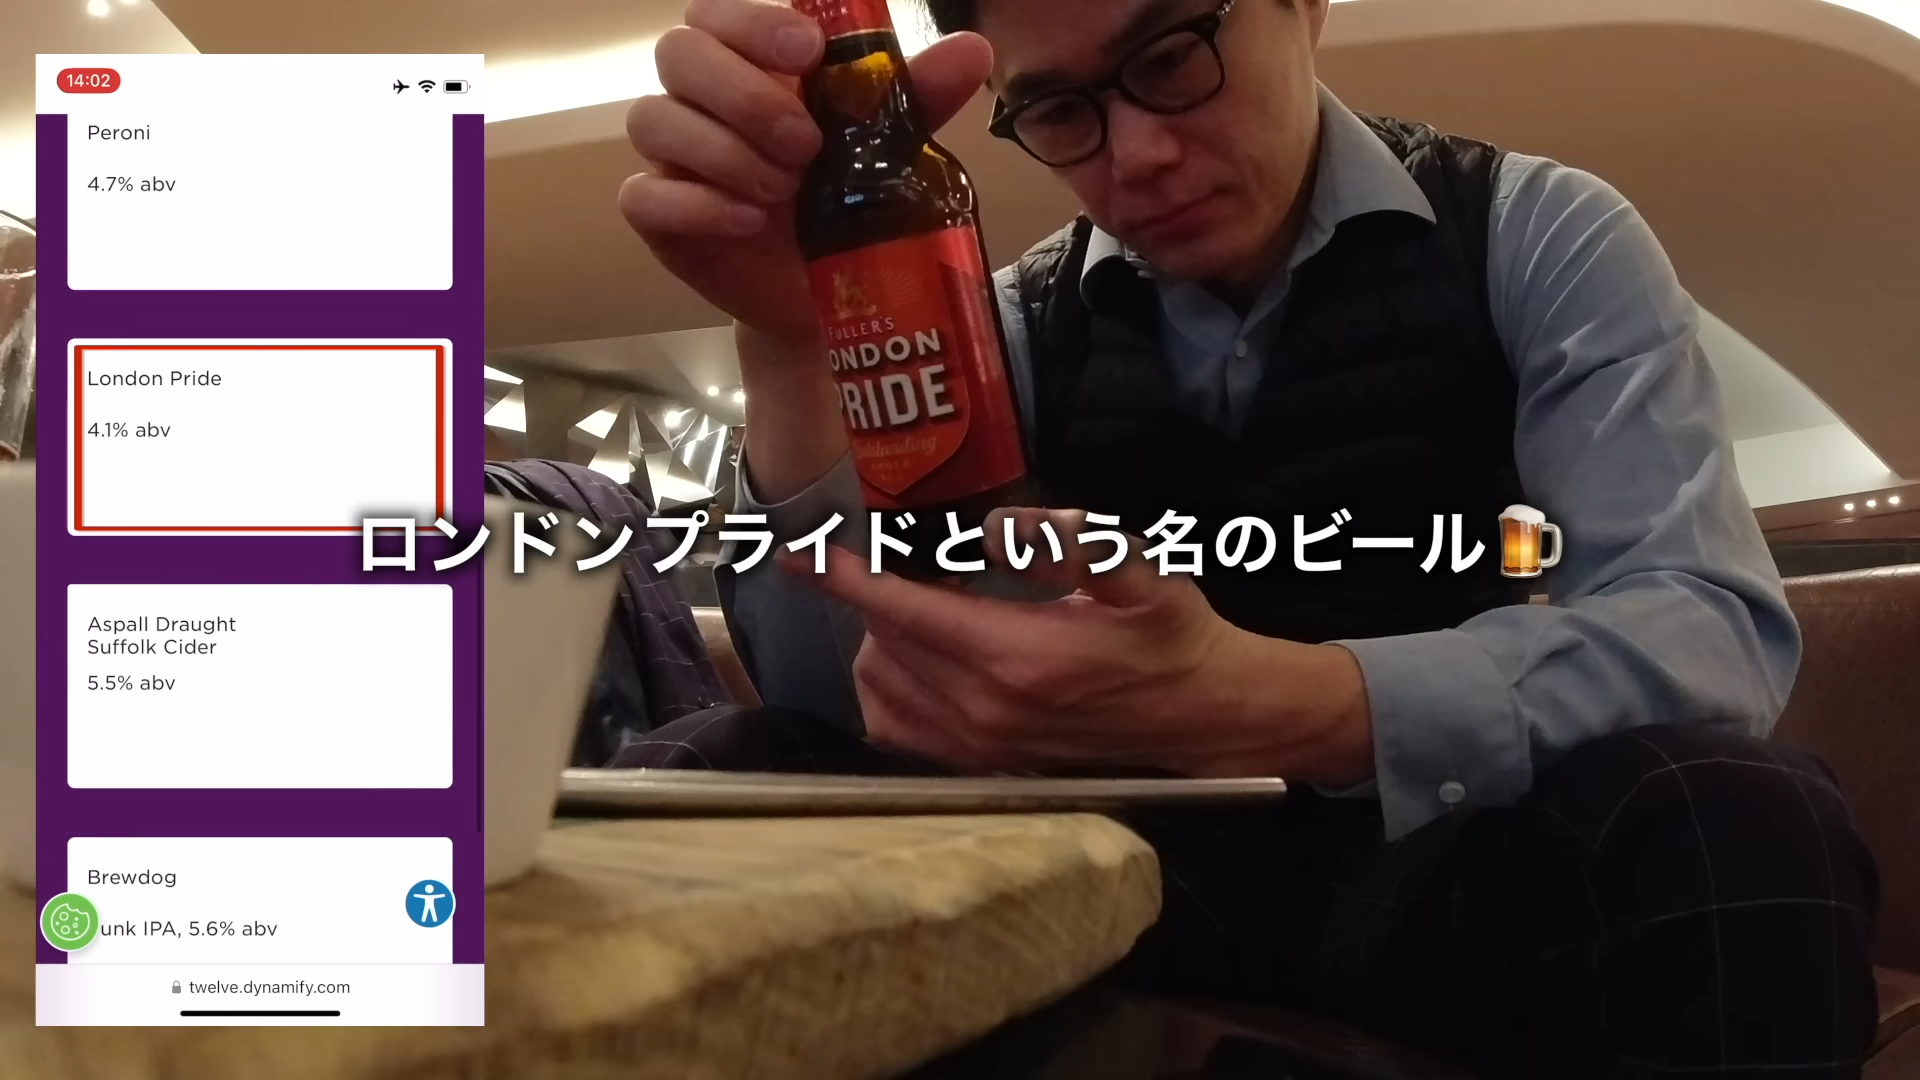 14:02
Peroni
4.7% abv
London Pride
4.1% abv
Aspall Draught
Suffolk Cider
5.5% abv
Brewdog
unk IPA, 5.6% abv
twelve.dynamify.com
FULLER'S
ONDON
PRIDE
Outstanding
ロンドンプライドという名のビール🍺